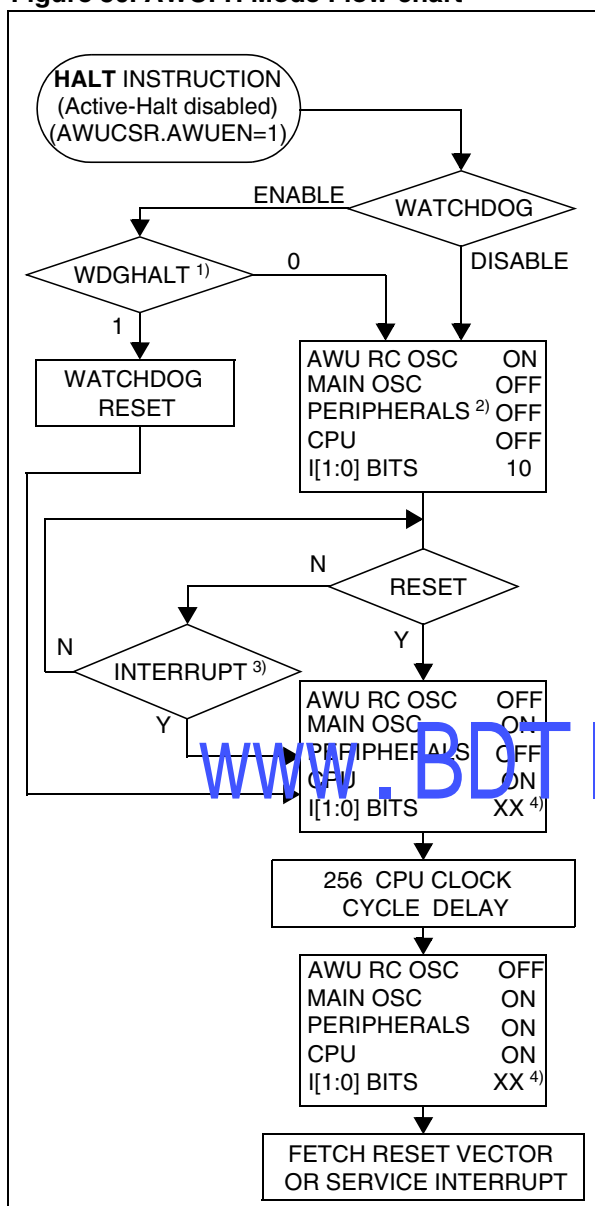 Figure 30. AWUFH Mode Flow-chart
HALT INSTRUCTION
(Active-Halt disabled)
(AWUCSR.AWUEN=1)
ENABLE
WATCHDOG
WDGHALT 1)
0
DISABLE
1
WATCHDOG
RESET
AWU RC OSC ON
MAIN OSC OFF
PERIPHERALS 2) OFF
CPU OFF
I[1:0] BITS 10
N
RESET
N
INTERRUPT 3)
Y
Y
AWU RC OSC OFF
MAIN OSC ON
PERIPHERALS OFF
CPU ON
I[1:0] BITS XX 4)
www.BDT
256 CPU CLOCK
CYCLE DELAY
AWU RC OSC OFF
MAIN OSC ON
PERIPHERALS ON
CPU ON
I[1:0] BITS XX 4)
FETCH RESET VECTOR
OR SERVICE INTERRUPT